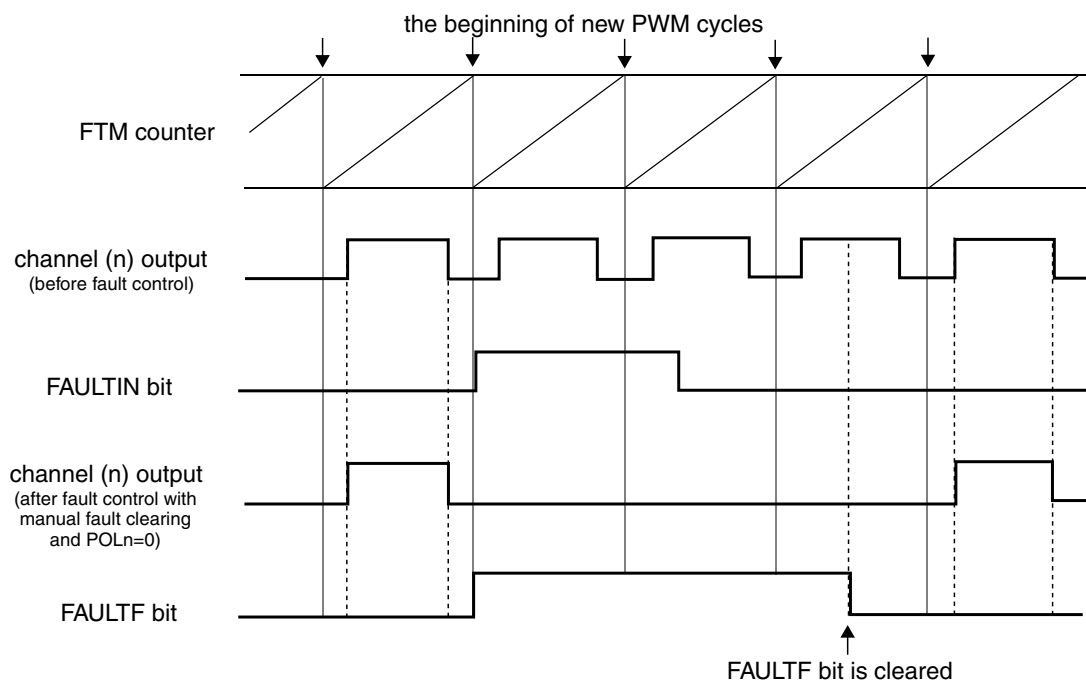 the beginning of new PWM cycles
FTM counter
channel (n) output
(before fault control)
FAULTIN bit
channel (n) output
(after fault control with
manual fault clearing
and POLn=0)
FAULTF bit
FAULTF bit is cleared